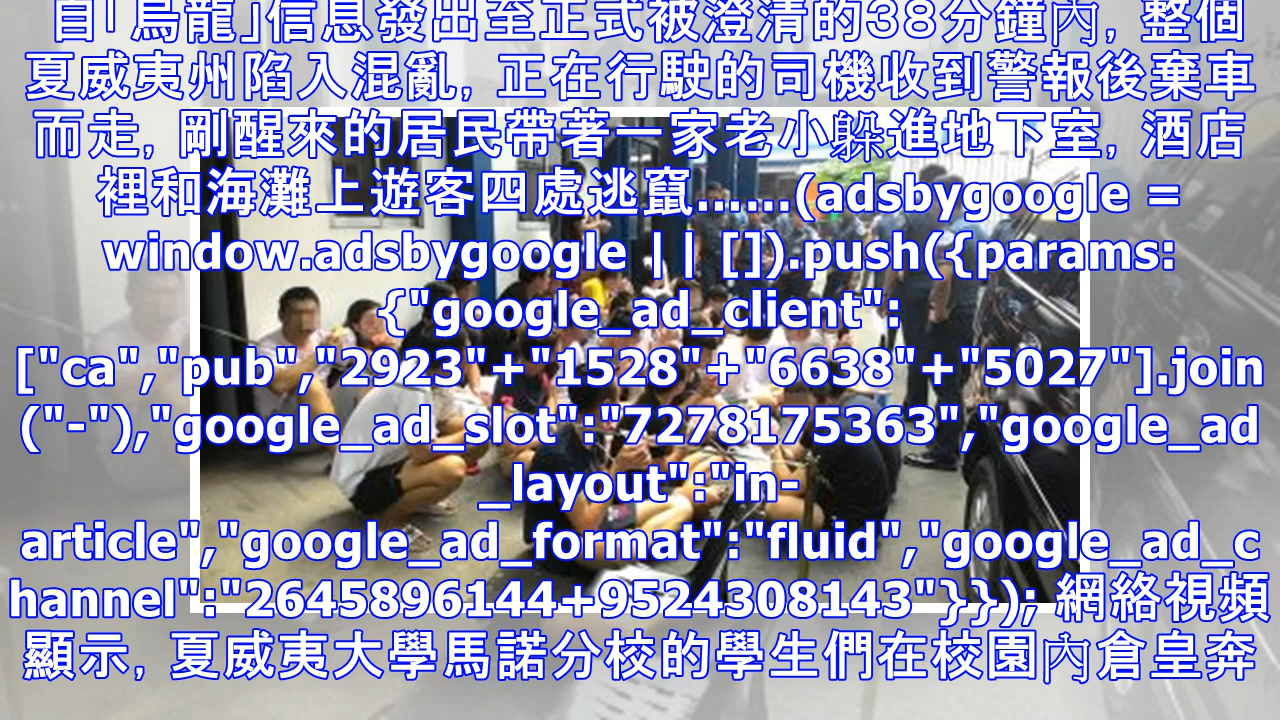 自「烏龍」信息發出至正式被澄清的38分鐘內, 整個
夏威夷州陷入混亂, 正在行駛的司機收到警報後棄車
而走, 剛醒來的居民帶著一家老小躲進地下室, 酒店
裡和海灘上遊客四處逃竄……(adsbygoogle =
window.adsbygoogle || []).push({params:
{"google_ad_client":
["ca","pub","2923"+"1528"+"6638"+"5027"].join
("-"),"google_ad_slot":"7278175363","google_ad
_layout":"in-
article","google_ad_format":"fluid","google_ad_c
hannel":"2645896144+9524308143"}}); 網絡視頻
顯示, 夏威夷大學馬諾分校的學生們在校園內倉皇奔